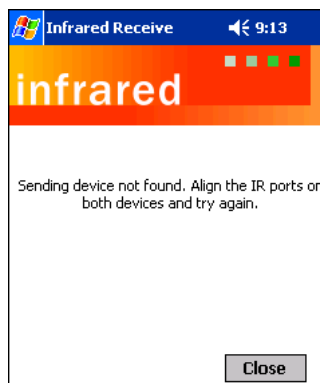 Infrared Receive 9:13
infrared
Sending device not found. Align the IR ports on
both devices and try again.
Close